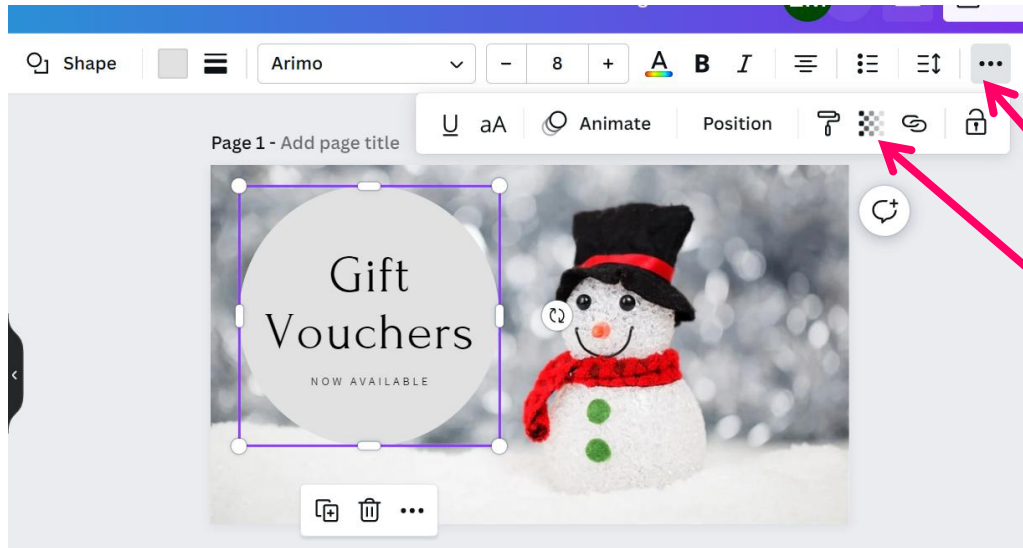 Shape Arimo - 8 + A B I
U aA Animate Position
Page 1 - Add page title
Gift
Vouchers
NOW AVAILABLE